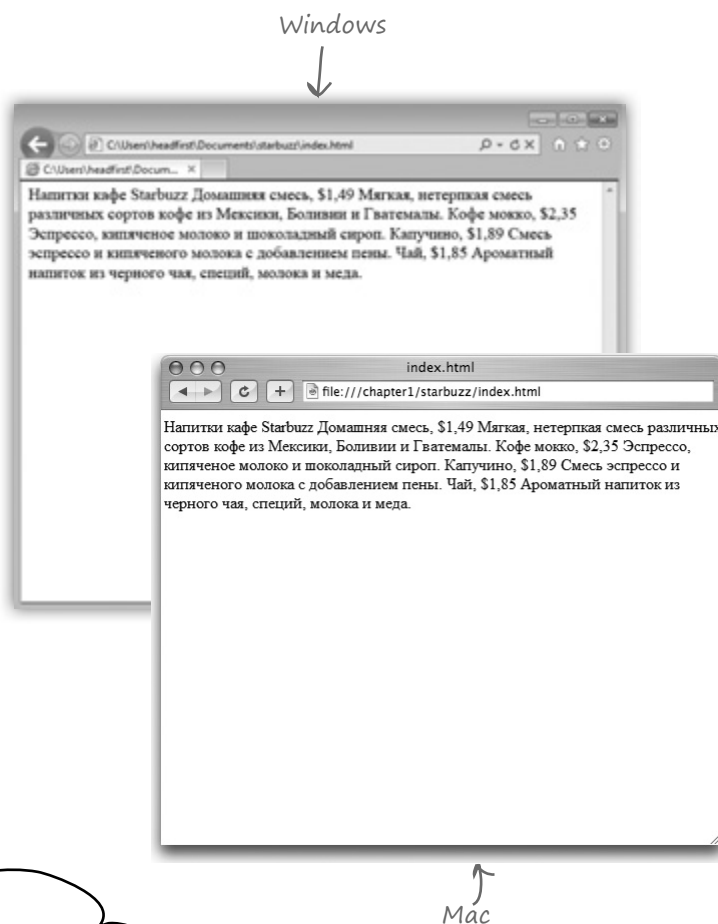 Windows
C:\Users\headfirst\Documents\starbuzz\index.html
C:\Users\headfirst\Docum...
Напитки кафе Starbuzz Домашняя смесь, $1,49 Мягкая, нетерпкая смесь
различных сортов кофе из Мексики, Боливии и Гватемалы. Кофе мокко, $2,35
Эспрессо, кипяченое молоко и шоколадный сироп. Капучино, $1,89 Смесь
эспрессо и кипяченого молока с добавлением пены. Чай, $1,85 Ароматный
напиток из черного чая, специй, молока и меда.
index.html
file:///chapter1/starbuzz/index.html
Напитки кафе Starbuzz Домашняя смесь, $1,49 Мягкая, нетерпкая смесь различных
сортов кофе из Мексики, Боливии и Гватемалы. Кофе мокко, $2,35 Эспрессо,
кипяченое молоко и шоколадный сироп. Капучино, $1,89 Смесь эспрессо и
кипяченого молока с добавлением пены. Чай, $1,85 Ароматный напиток из
черного чая, специй, молока и меда.
Mac